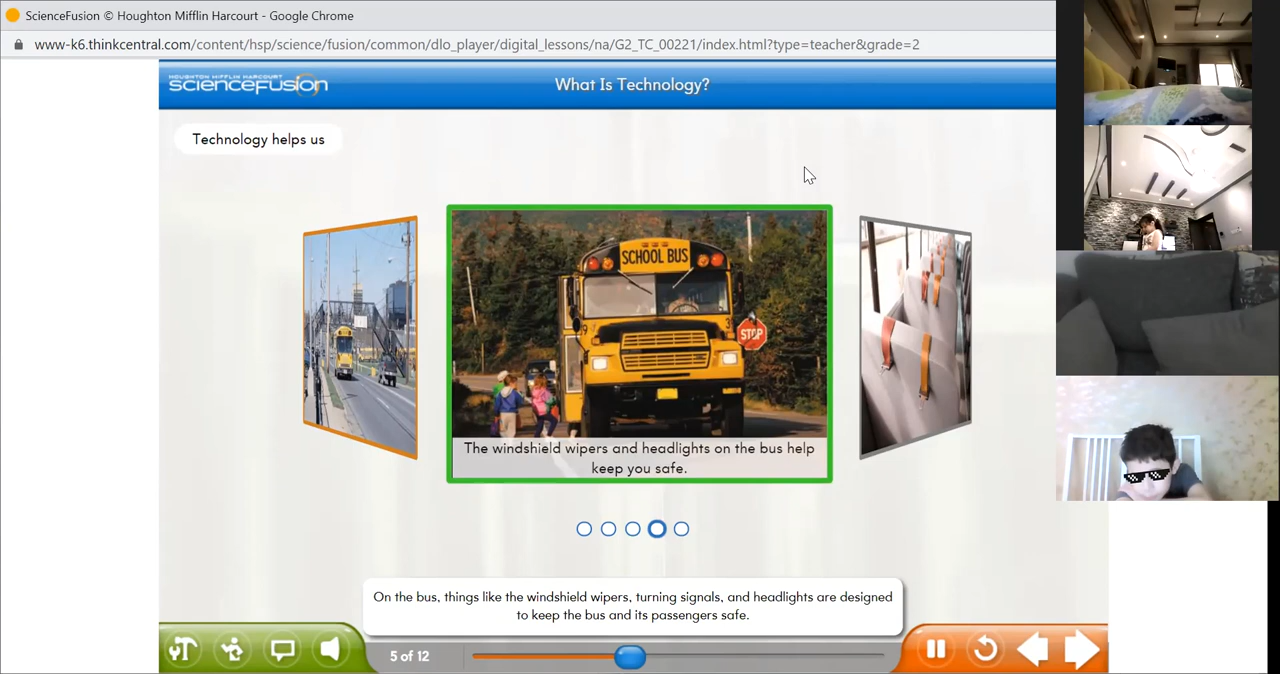 ScienceFusion © Houghton Mifflin Harcourt - Google Chrome
www-k6.thinkcentral.com/content/hsp/science/fusion/common/dlo_player/digital_lessons/na/G2_TC_00221/index.html?type=teacher&grade=2
HOUGHTON MIFFLIN HARCOURT
SCIENCEFUSION
What Is Technology?
Technology helps us
SCHOOL BUS
STOP
The windshield wipers and headlights on the bus help
keep you safe.
On the bus, things like the windshield wipers, turning signals, and headlights are designed
to keep the bus and its passengers safe.
5 of 12